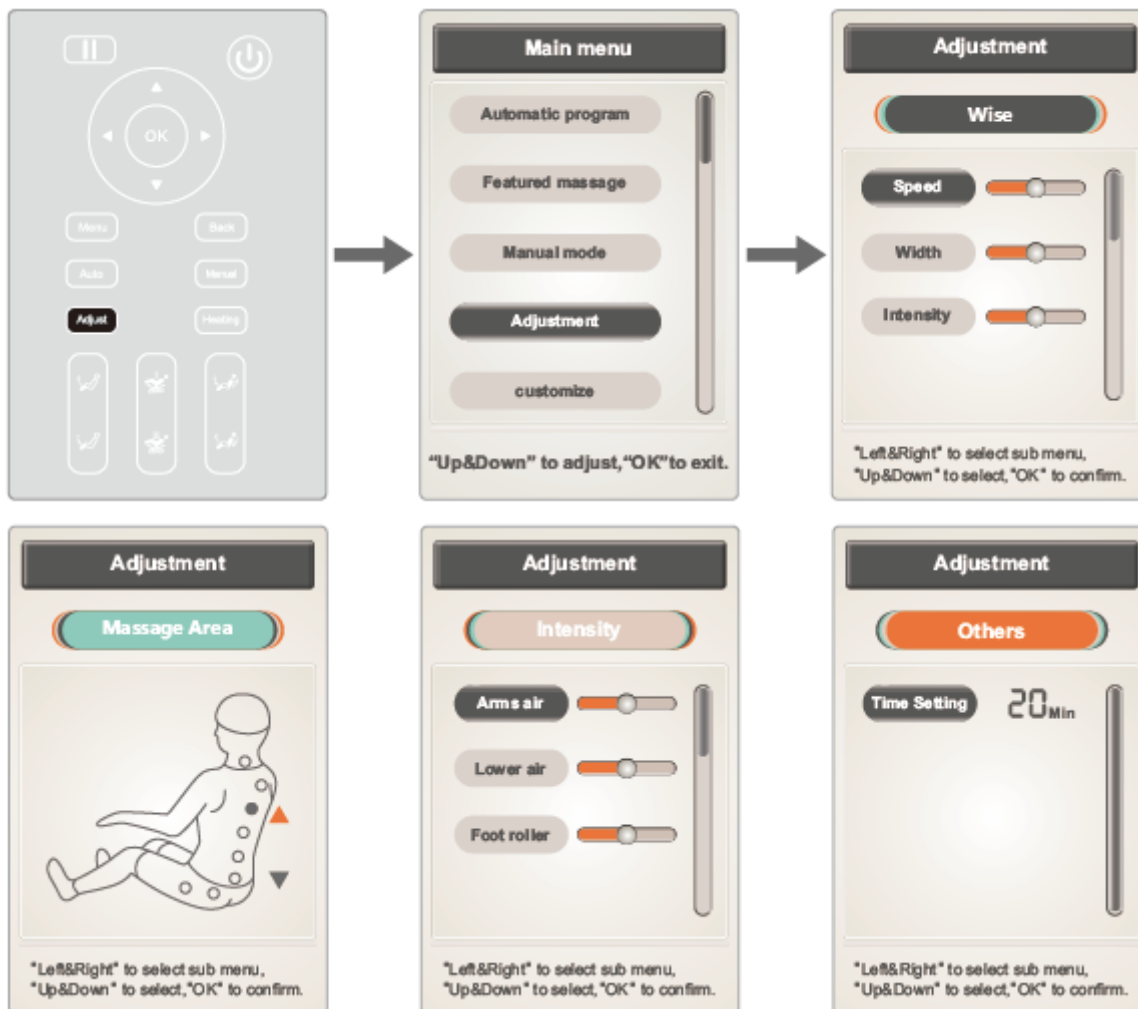 OK
Menu
Back
Auto
Manual
Adjust
Heating
Main menu
Automatic program
Featured massage
Manual mode
Adjustment
customize
“Up&Down” to adjust,“OK”to exit.
Adjustment
Wise
Speed
Width
Intensity
"Left&Right" to select sub menu,
"Up&Down" to select,"OK" to confirm.
Adjustment
Massage Area
"Left&Right" to select sub menu,
"Up&Down" to select,"OK" to confirm.
Adjustment
Intensity
Arms air
Lower air
Foot roller
"Left&Right" to select sub menu,
"Up&Down" to select,"OK" to confirm.
Adjustment
Others
Time Setting 20Min
"Left&Right" to select sub menu,
"Up&Down" to select,"OK" to confirm.